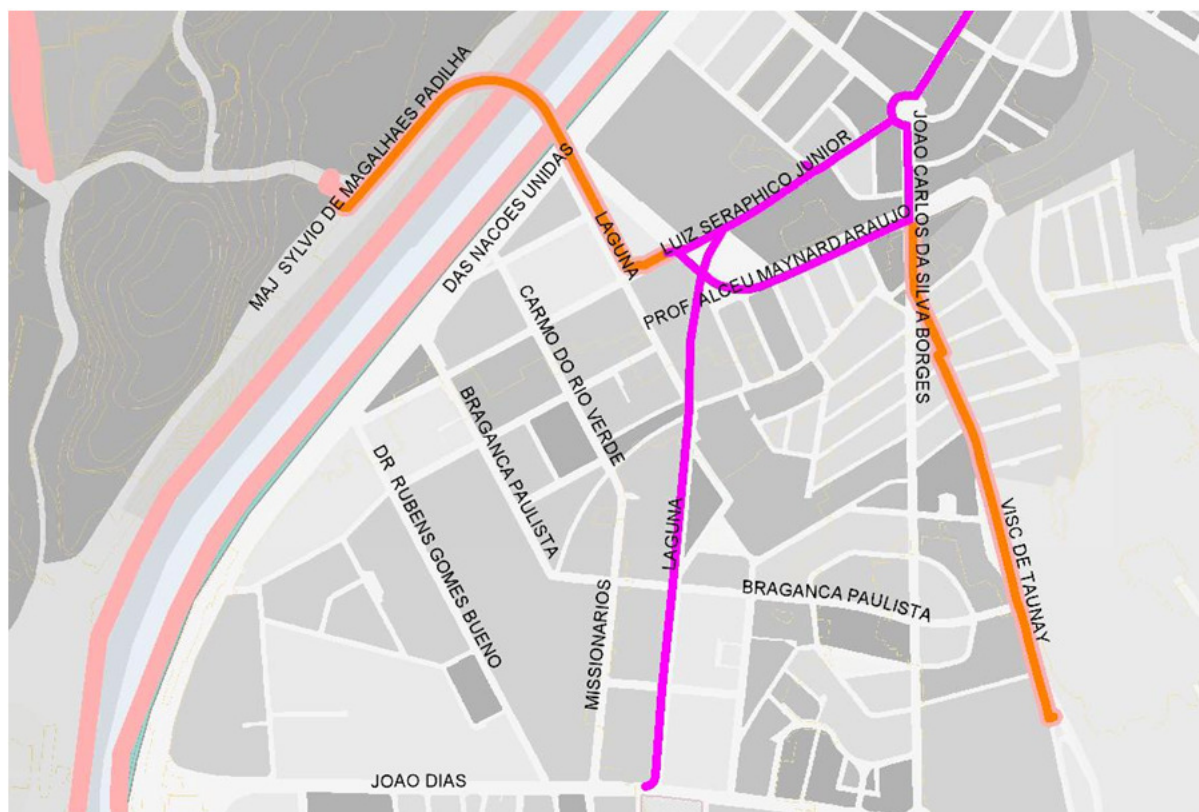 MAJ SYLVIO DE MAGALHAES PADILHA
DAS NACOES UNIDAS
LAGUNA
LUIZ SERAPHICO JUNIOR
JOAO CARLOS DA SILVA BORGES
PROF ALCEU MAYNARD ARAUJO
CARMO DO RIO VERDE
BRAGANCA PAULISTA
DR RUBENS GOMES BUENO
LAGUNA
MISSIONARIOS
BRAGANCA PAULISTA
VISC DE TAUNAY
JOAO DIAS